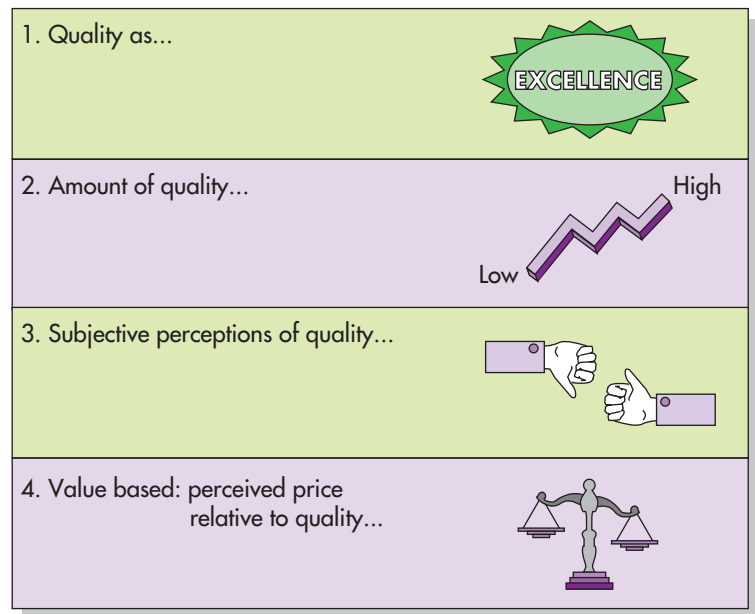 1. Quality as...
EXCELLENCE
2. Amount of quality...
High
Low
3. Subjective perceptions of quality...
4. Value based: perceived price
relative to quality...